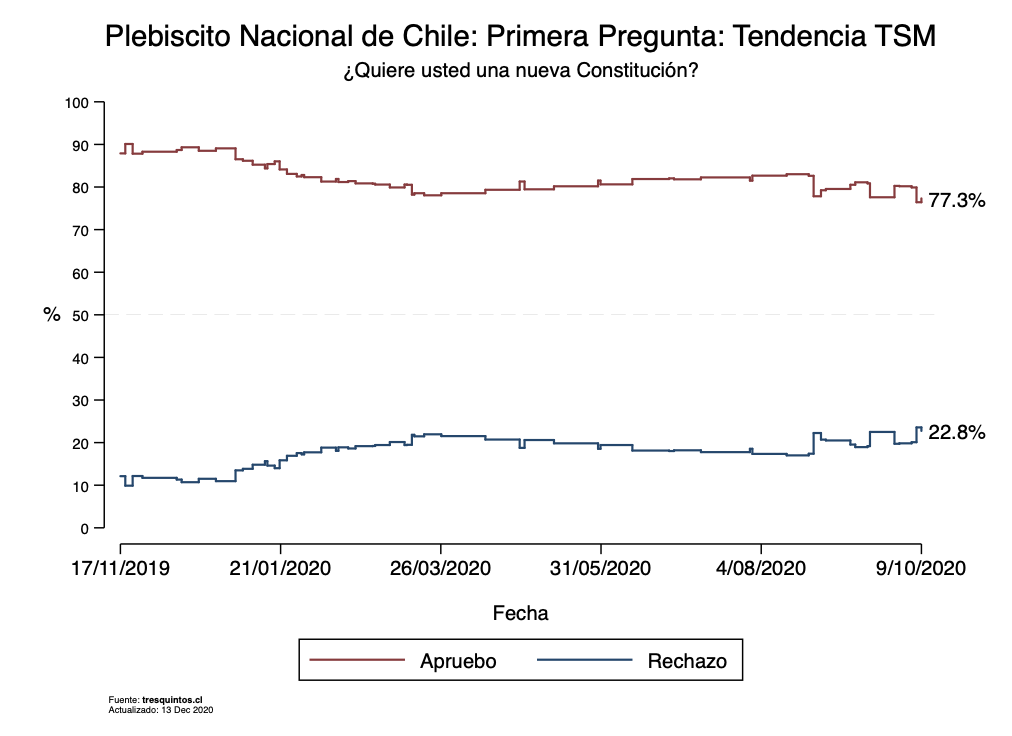 Plebiscito Nacional de Chile: Primera Pregunta: Tendencia TSM
¿Quiere usted una nueva Constitución?
100
90
80
77.3%
70
60
% 50
40
30
20
22.8%
10
0
17/11/2019 21/01/2020 26/03/2020 31/05/2020 4/08/2020 9/10/2020
Fecha
Apruebo Rechazo
Fuente: tresquintos.cl
Actualizado: 13 Dec 2020